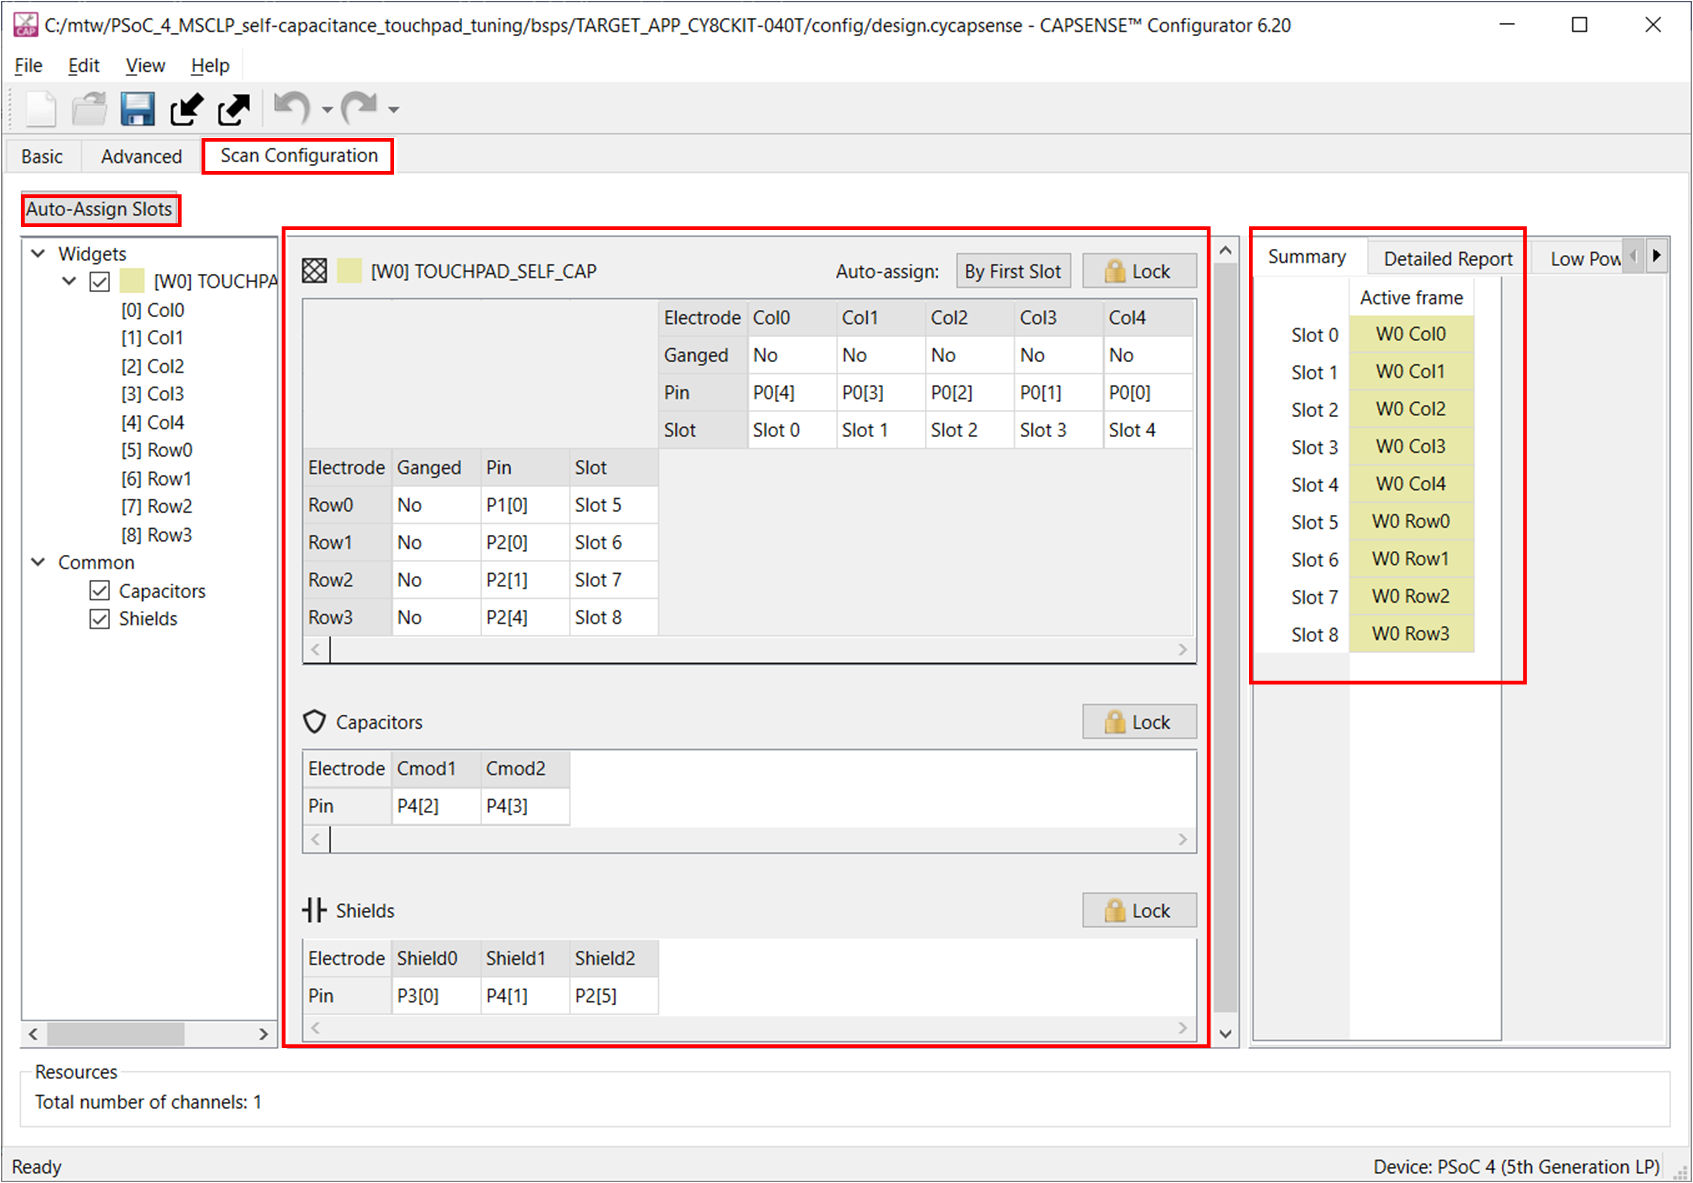 C:/mtw/PSoC_4_MSCLP_self-capacitance_touchpad_tuning/bsps/TARGET_APP_CY8CKIT-040T/config/design.cycapsense - CAPSENSE™ Configurator 6.20
File Edit View Help
Basic Advanced Scan Configuration
Auto-Assign Slots
Widgets
[W0] TOUCHPA
[0] Col0
[1] Col1
[2] Col2
[3] Col3
[4] Col4
[5] Row0
[6] Row1
[7] Row2
[8] Row3
Common
Capacitors
Shields
[W0] TOUCHPAD_SELF_CAP Auto-assign: By First Slot Lock
Electrode Col0 Col1 Col2 Col3 Col4
Ganged No No No No No
Pin P0[4] P0[3] P0[2] P0[1] P0[0]
Slot Slot 0 Slot 1 Slot 2 Slot 3 Slot 4
Electrode Ganged Pin Slot
Row0 No P1[0] Slot 5
Row1 No P2[0] Slot 6
Row2 No P2[1] Slot 7
Row3 No P2[4] Slot 8
Capacitors Lock
Electrode Cmod1 Cmod2
Pin P4[2] P4[3]
Shields Lock
Electrode Shield0 Shield1 Shield2
Pin P3[0] P4[1] P2[5]
Summary Detailed Report Low Pow
Active frame
Slot 0 W0 Col0
Slot 1 W0 Col1
Slot 2 W0 Col2
Slot 3 W0 Col3
Slot 4 W0 Col4
Slot 5 W0 Row0
Slot 6 W0 Row1
Slot 7 W0 Row2
Slot 8 W0 Row3
Resources
Total number of channels: 1
Ready Device: PSoC 4 (5th Generation LP)